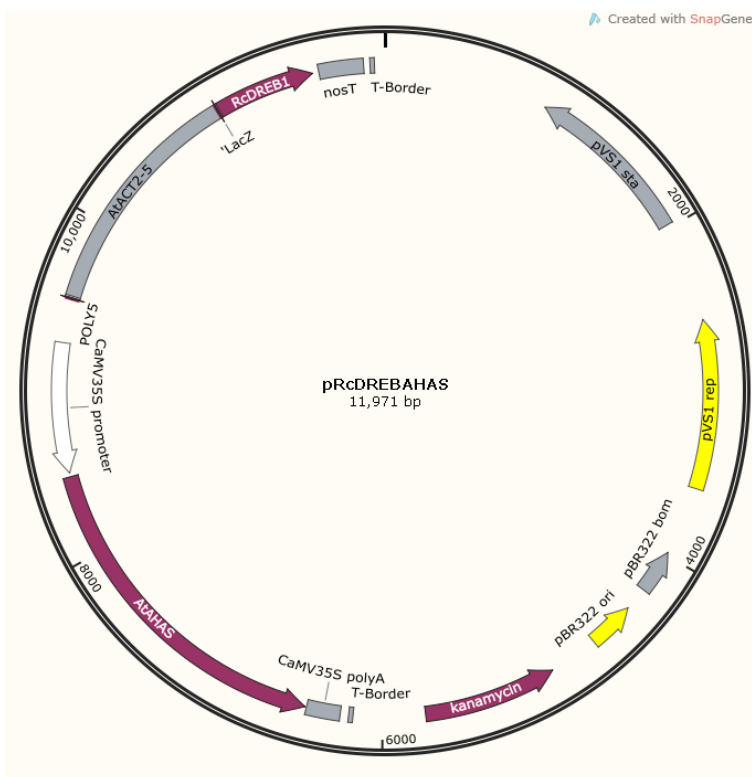 Created with SnapGene
nosT
T-Border
RcDREB1
'LacZ
pVS1 sta
2000
AtACT2-5
10,000
POLY5
CaMV35S promoter
pRcDREBAHAS
11,971 bp
pVS1 rep
pBR322 bom
4000
pBR322 ori
8000
AtAHAS
CaMV35S polyA
T-Border
kanamycin
6000